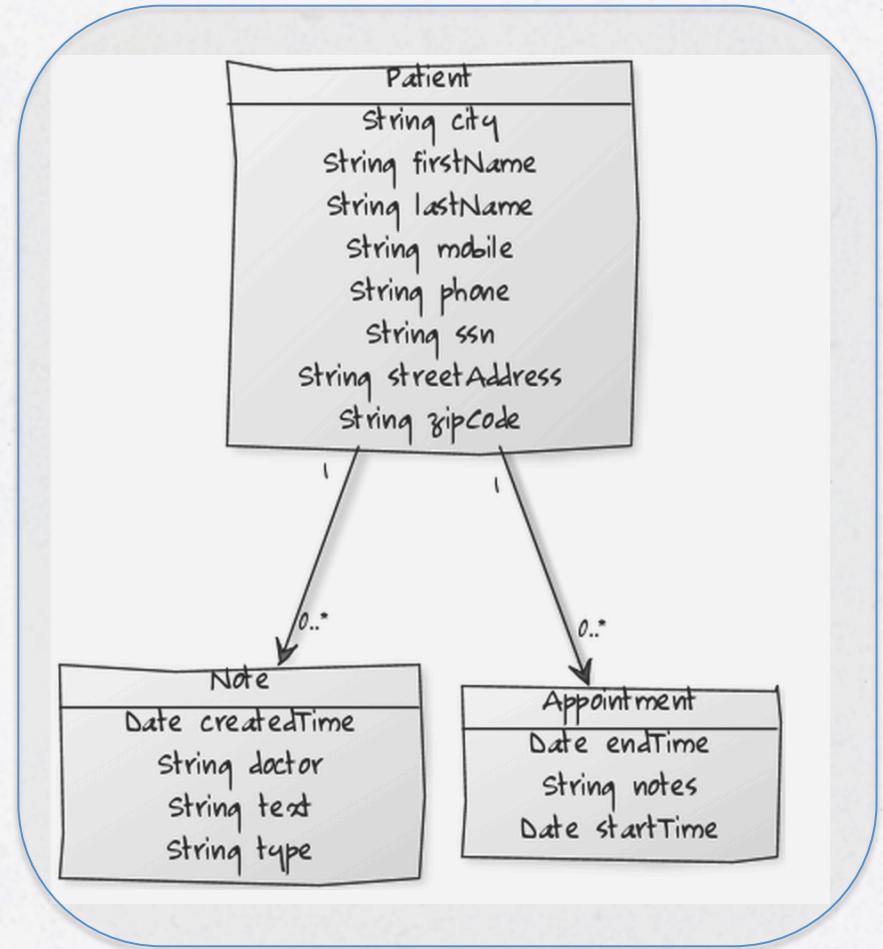 Patient
String city
String firstName
String lastName
String mobile
String phone
String ssn
String streetAddress
String zipCode
1
1
0..*
0..*
Note
Date createdTime
String doctor
String text
String type
Appointment
Date endTime
String notes
Date startTime